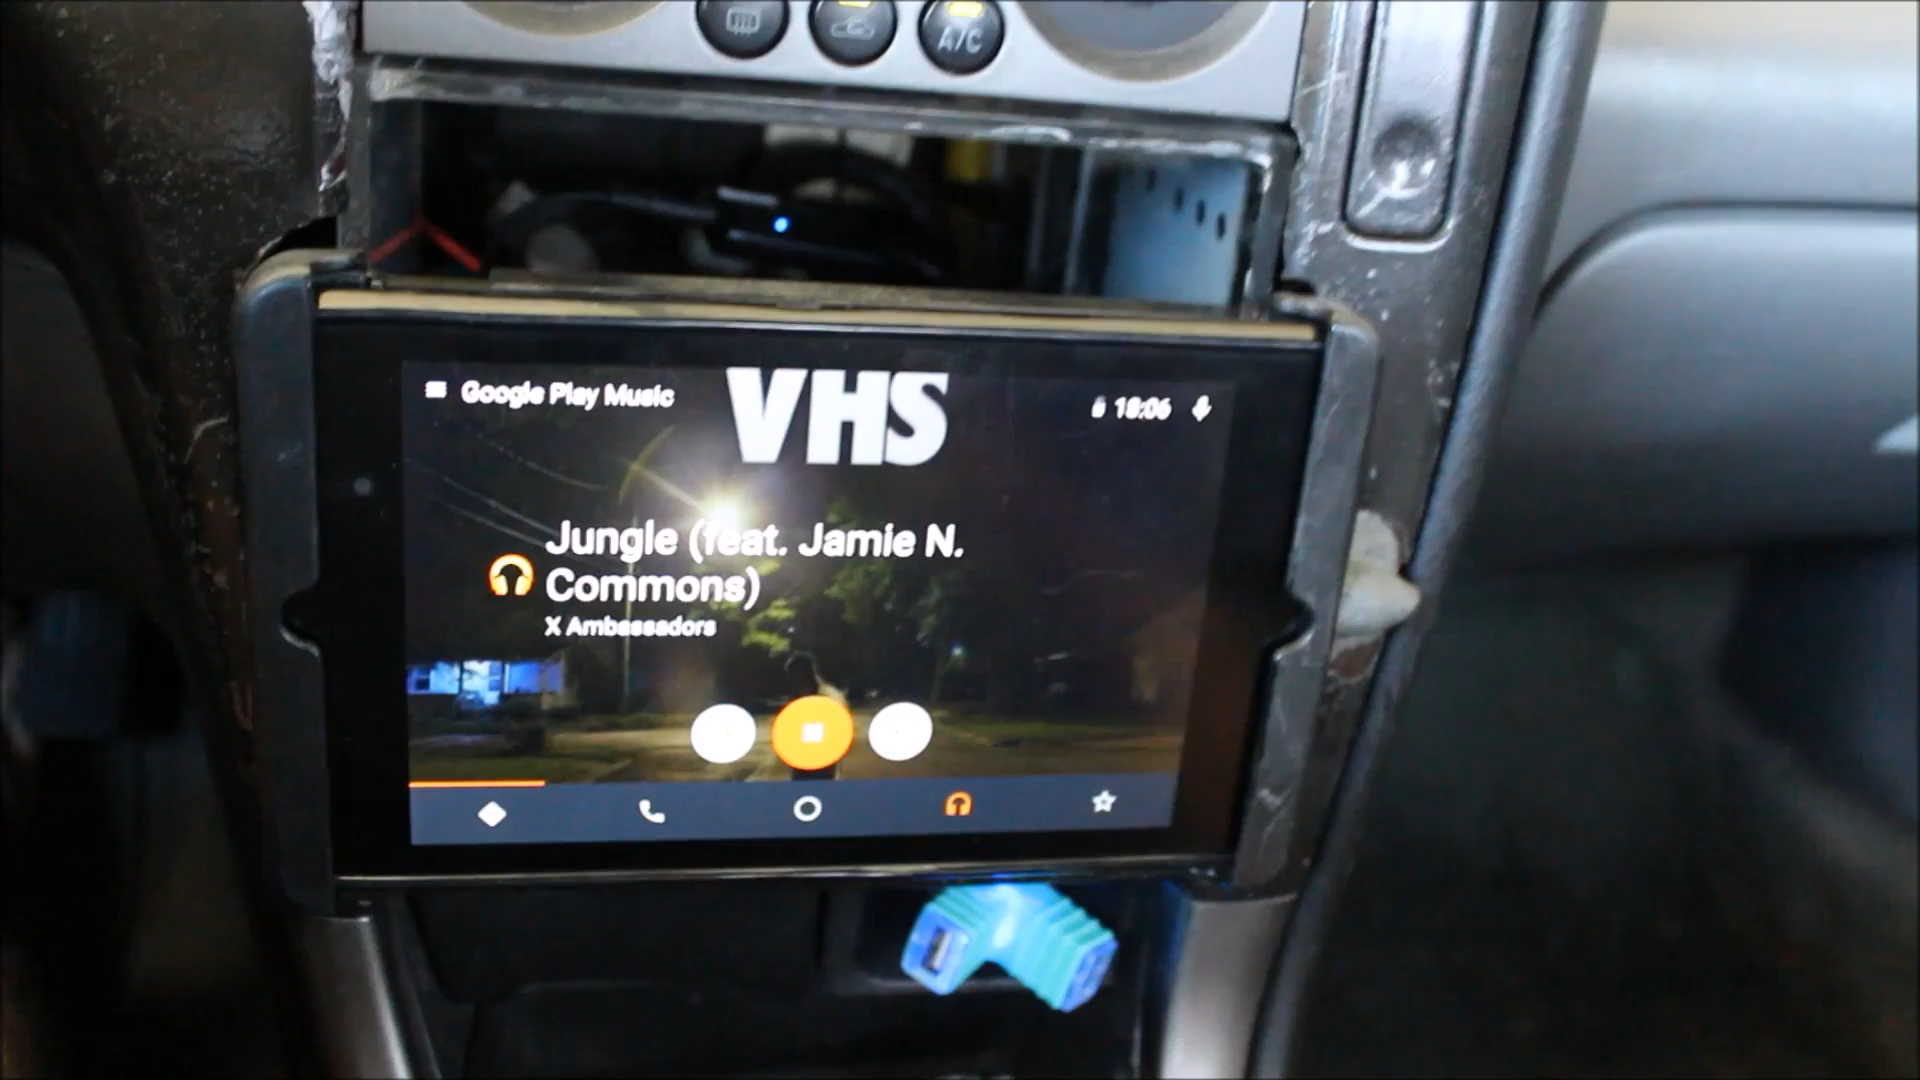 A/C
Google Play Music
VHS
18:06
Jungle (feat. Jamie N.
Commons)
X Ambassadors